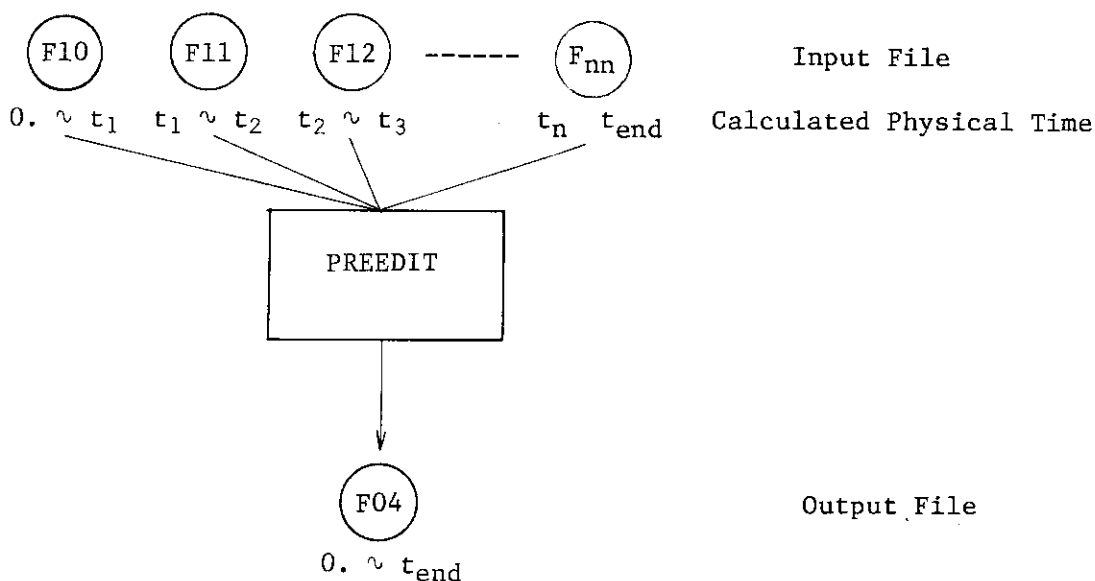 F10 F11 F12 ------ Fnn Input File
0. ~ t1 t1 ~ t2 t2 ~ t3 tn tend Calculated Physical Time
PREEDIT
F04 Output File
0. ~ tend